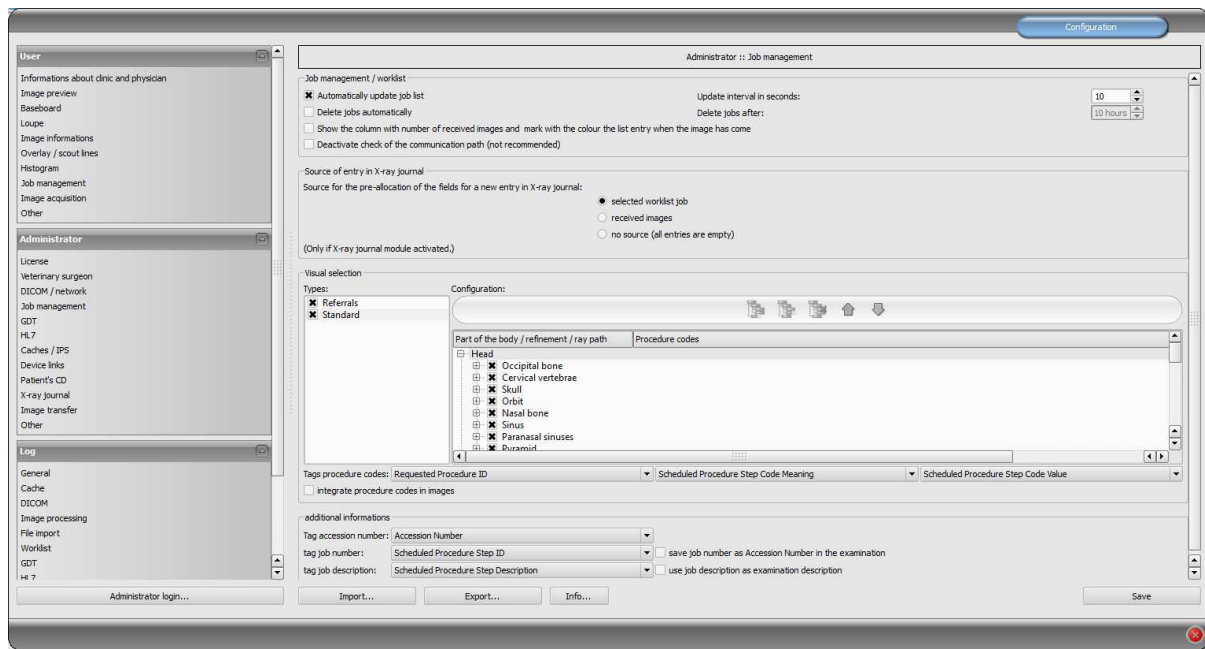 Configuration
User
Informations about clinic and physician
Image preview
Baseboard
Loupe
Image informations
Overlay / scout lines
Histogram
Job management
Image acquisition
Other
Administrator
License
Veterinary surgeon
DICOM / network
Job management
GDT
HL7
Caches / IPS
Device links
Patient's CD
X-ray journal
Image transfer
Other
Log
General
Cache
DICOM
Image processing
File import
Worklist
GDT
HL7
Administrator login...
Administrator :: Job management
Job management / worklist
Automatically update job list Update interval in seconds: 10
Delete jobs automatically Delete jobs after: 10 hours
Show the column with number of received images and mark with the colour the list entry when the image has come
Deactivate check of the communication path (not recommended)
Source of entry in X-ray journal
Source for the pre-allocation of the fields for a new entry in X-ray journal:
selected worklist job
received images
no source (all entries are empty)
(Only if X-ray journal module activated.)
Visual selection
Types: Configuration:
Referrals
Standard
Part of the body / refinement / ray path Procedure codes
Head
Occipital bone
Cervical vertebrae
Skull
Orbit
Nasal bone
Sinus
Paranasal sinuses
Pyramid
Tags procedure codes: Requested Procedure ID Scheduled Procedure Step Code Meaning Scheduled Procedure Step Code Value
integrate procedure codes in images
additional informations
Tag accession number: Accession Number
tag job number: Scheduled Procedure Step ID save job number as Accession Number in the examination
tag job description: Scheduled Procedure Step Description use job description as examination description
Import... Export... Info... Save